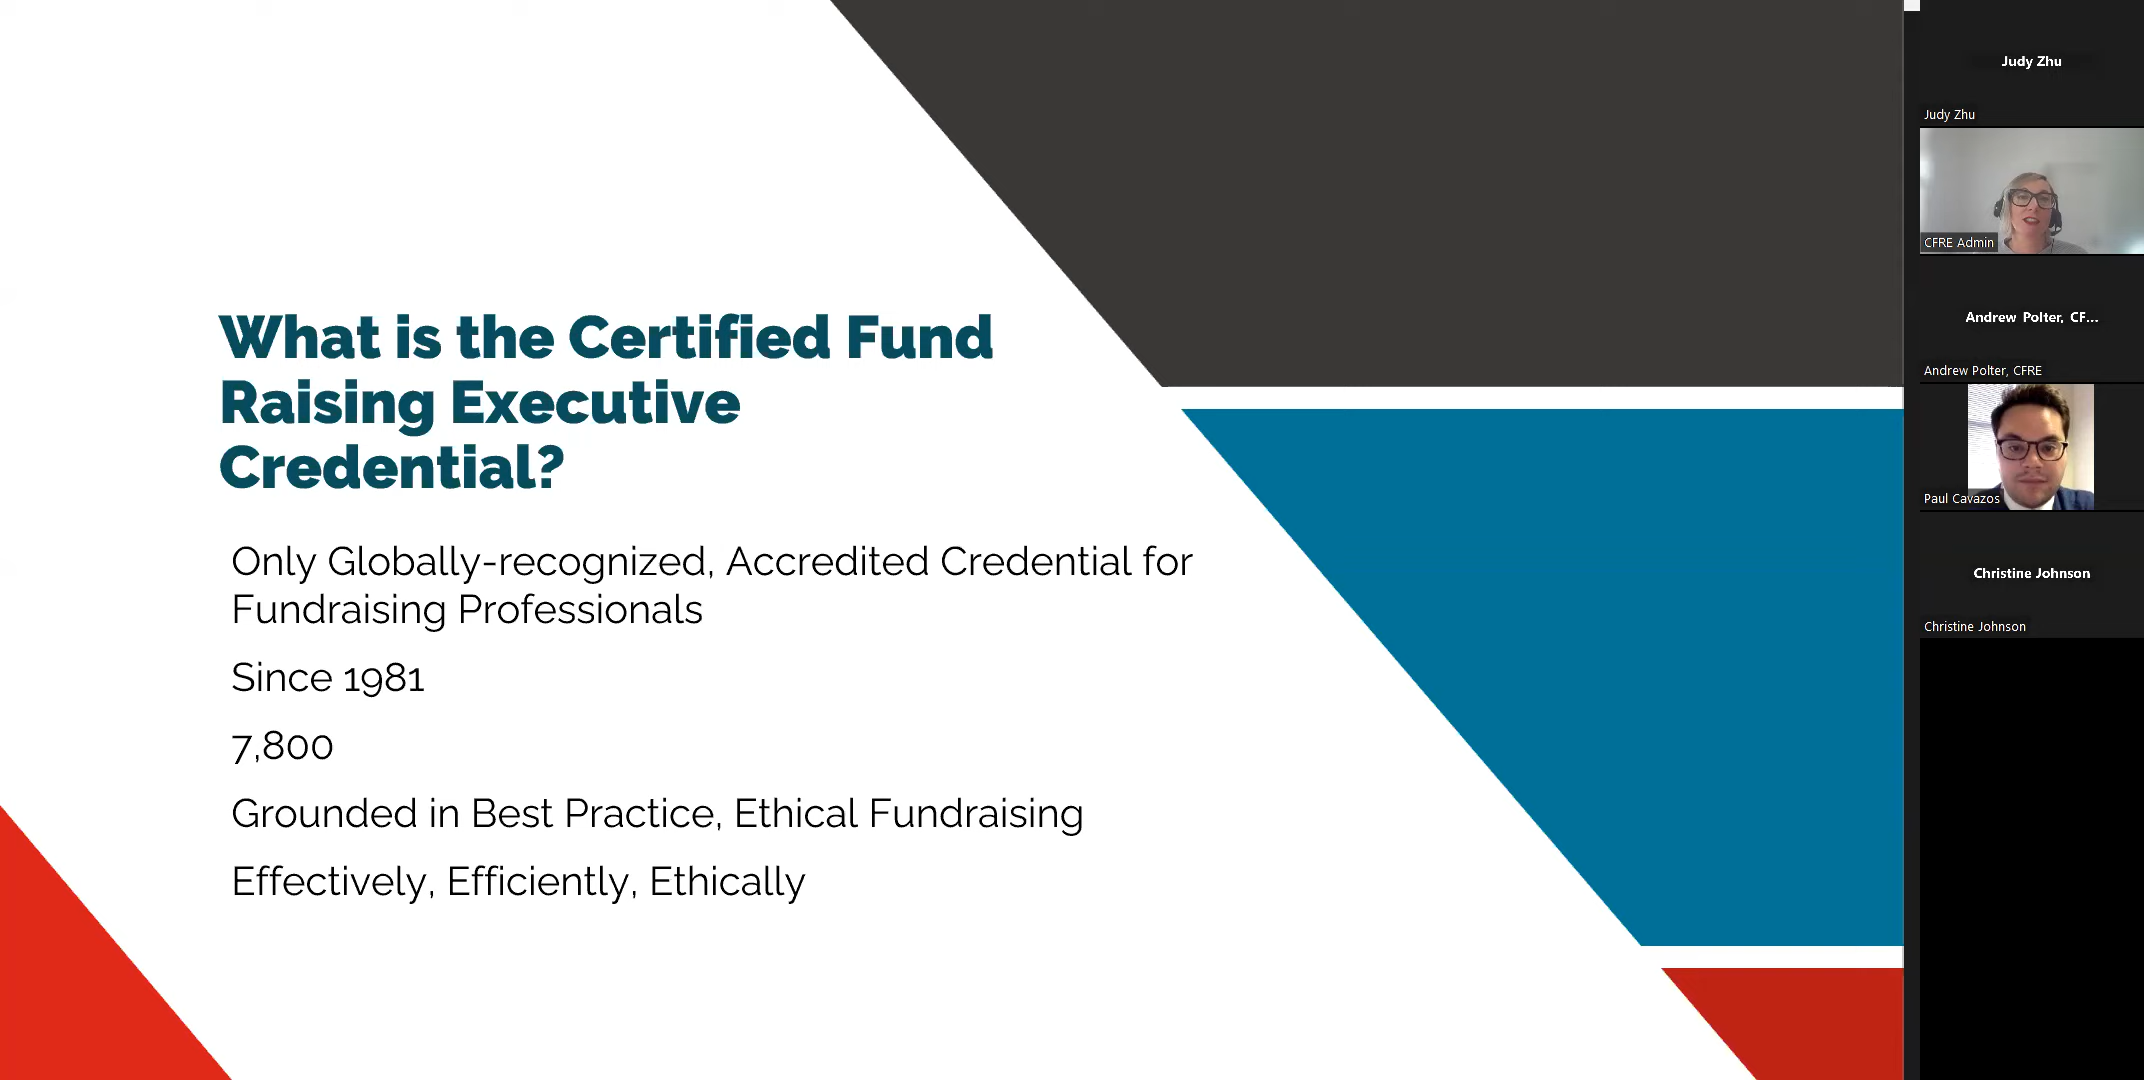 What is the Certified Fund
Raising Executive
Credential?
Only Globally-recognized, Accredited Credential for
Fundraising Professionals
Since 1981
7,800
Grounded in Best Practice, Ethical Fundraising
Effectively, Efficiently, Ethically
Judy Zhu
Judy Zhu
CFRE Admin
Andrew Polter, CF...
Andrew Polter, CFRE
Paul Cavazos
Christine Johnson
Christine Johnson